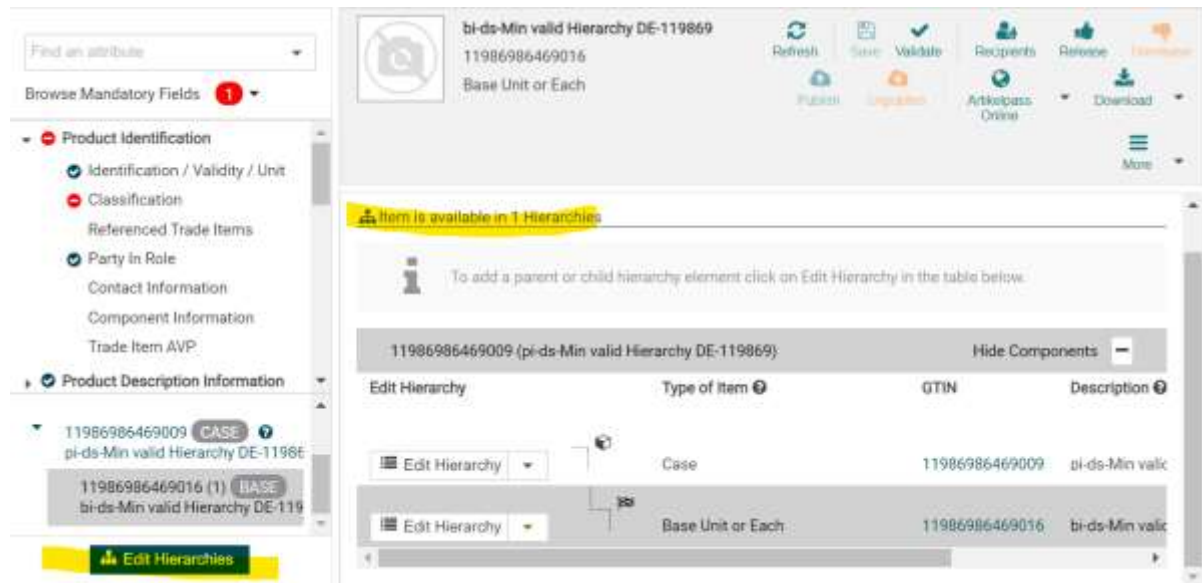 Find an attribute
Browse Mandatory Fields 1
Product Identification
Identification / Validity / Unit
Classification
Referenced Trade Items
Party In Role
Contact Information
Component Information
Trade Item AVP
Product Description Information
11986986469009 CASE
pi-ds-Min valid Hierarchy DE-11986
11986986469016 (1) BASE
bi-ds-Min valid Hierarchy DE-119
Edit Hierarchies
bi-ds-Min valid Hierarchy DE-119869
11986986469016
Base Unit or Each
Refresh Save Validate Recipients Release
Publish Unpublish Artikelpass Online Download
More
Item is available in 1 Hierarchies
To add a parent or child hierarchy element click on Edit Hierarchy in the table below.
11986986469009 (pi-ds-Min valid Hierarchy DE-119869) Hide Components
Edit Hierarchy Type of Item GTIN Description
Edit Hierarchy Case 11986986469009 pi-ds-Min valid
Edit Hierarchy Base Unit or Each 11986986469016 bi-ds-Min valid